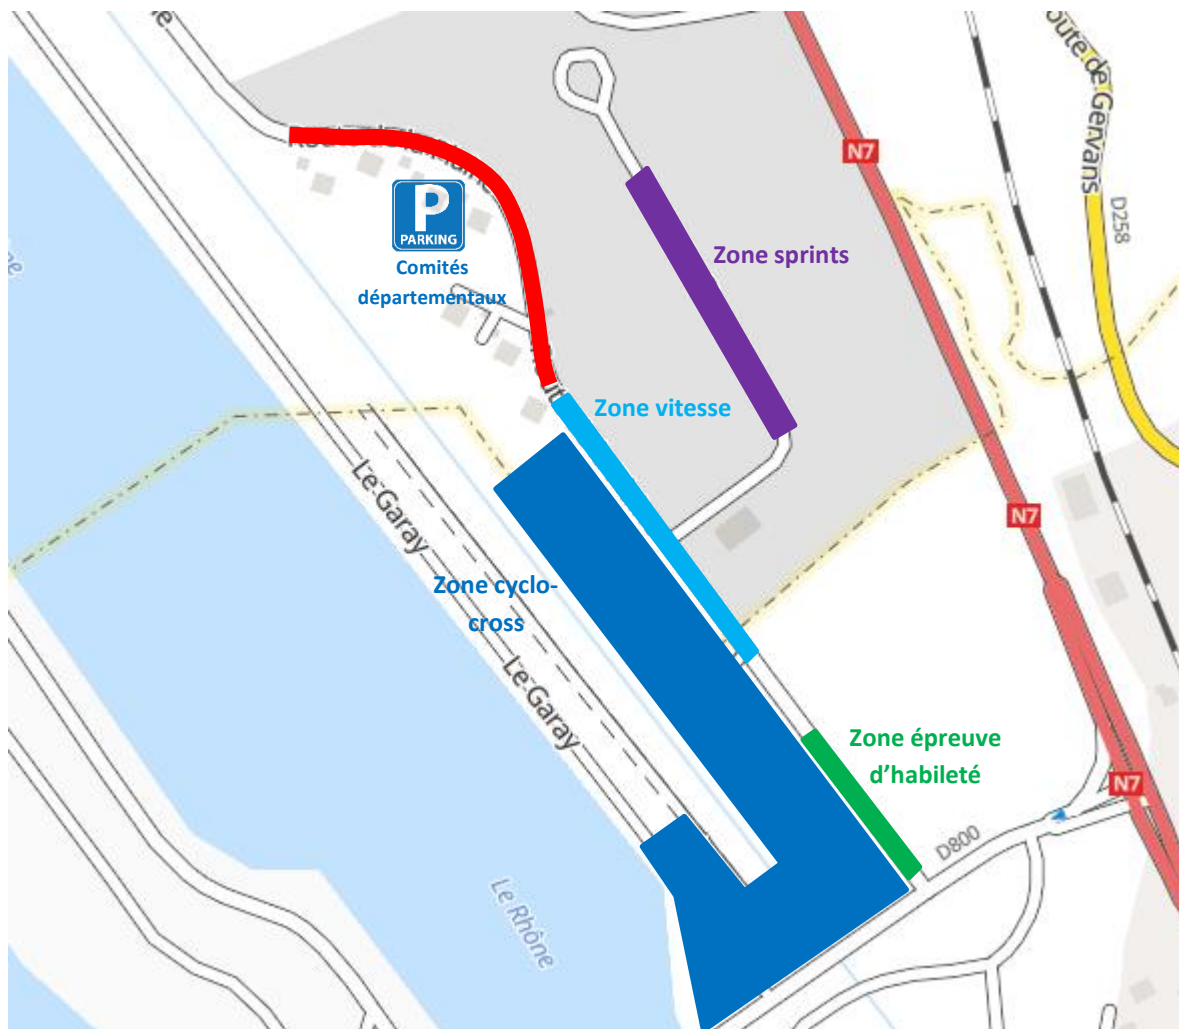 oute de Gervans
D258
N7
Zone sprints
P
PARKING
Comités
départementaux
Zone vitesse
Le Garay
N7
Zone cyclo-
cross
Le Garay
Zone épreuve
d'habileté
N7
D800
Le Rhône